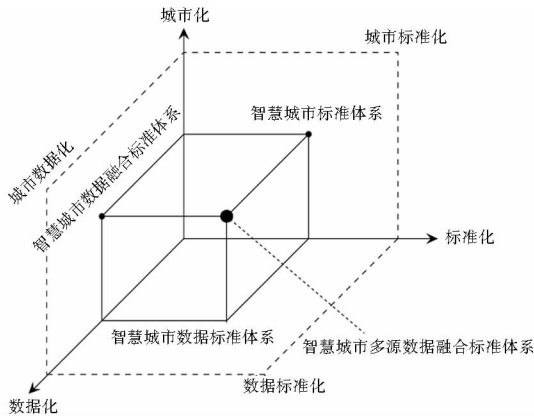 城市化
城市标准化
智慧城市标准体系
城市数据化
智慧城市数据融合标准体系
标准化
智慧城市数据标准体系
智慧城市多源数据融合标准体系
数据标准化
数据化